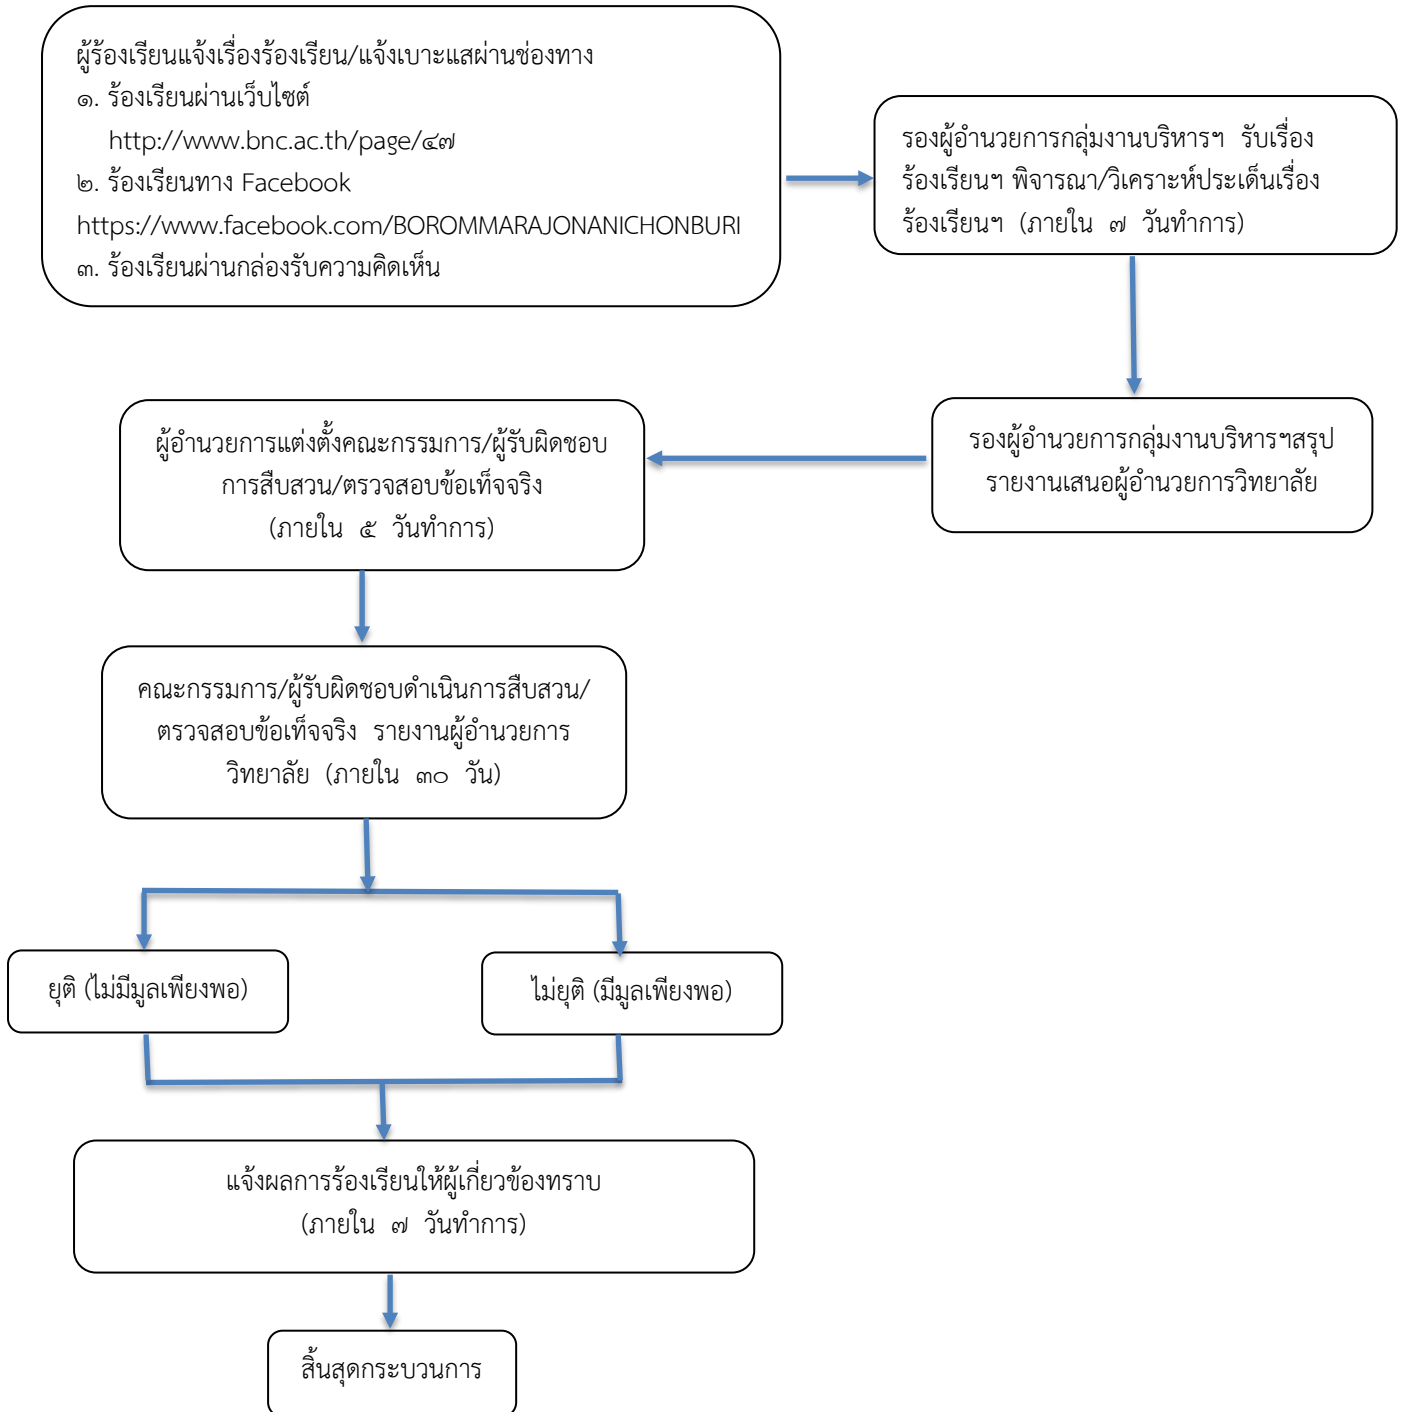 ผู้ร้องเรียนแจ้งเรื่องร้องเรียน/แจ้งเบาะแสผ่านช่องทาง
๑. ร้องเรียนผ่านเว็บไซต์
http://www.bnc.ac.th/page/๔๗
๒. ร้องเรียนทาง Facebook
https://www.facebook.com/BOROMMARAJONANICHONBURI
๓. ร้องเรียนผ่านกล่องรับความคิดเห็น
รองผู้อำนวยการกลุ่มงานบริหารฯ รับเรื่อง
ร้องเรียนฯ พิจารณา/วิเคราะห์ประเด็นเรื่อง
ร้องเรียนฯ (ภายใน ๗ วันทำการ)
รองผู้อำนวยการกลุ่มงานบริหารฯสรุป
รายงานเสนอผู้อำนวยการวิทยาลัย
ผู้อำนวยการแต่งตั้งคณะกรรมการ/ผู้รับผิดชอบ
การสืบสวน/ตรวจสอบข้อเท็จจริง
(ภายใน ๕ วันทำการ)
คณะกรรมการ/ผู้รับผิดชอบดำเนินการสืบสวน/
ตรวจสอบข้อเท็จจริง รายงานผู้อำนวยการ
วิทยาลัย (ภายใน ๓๐ วัน)
ยุติ (ไม่มีมูลเพียงพอ)
ไม่ยุติ (มีมูลเพียงพอ)
แจ้งผลการร้องเรียนให้ผู้เกี่ยวข้องทราบ
(ภายใน ๗ วันทำการ)
สิ้นสุดกระบวนการ